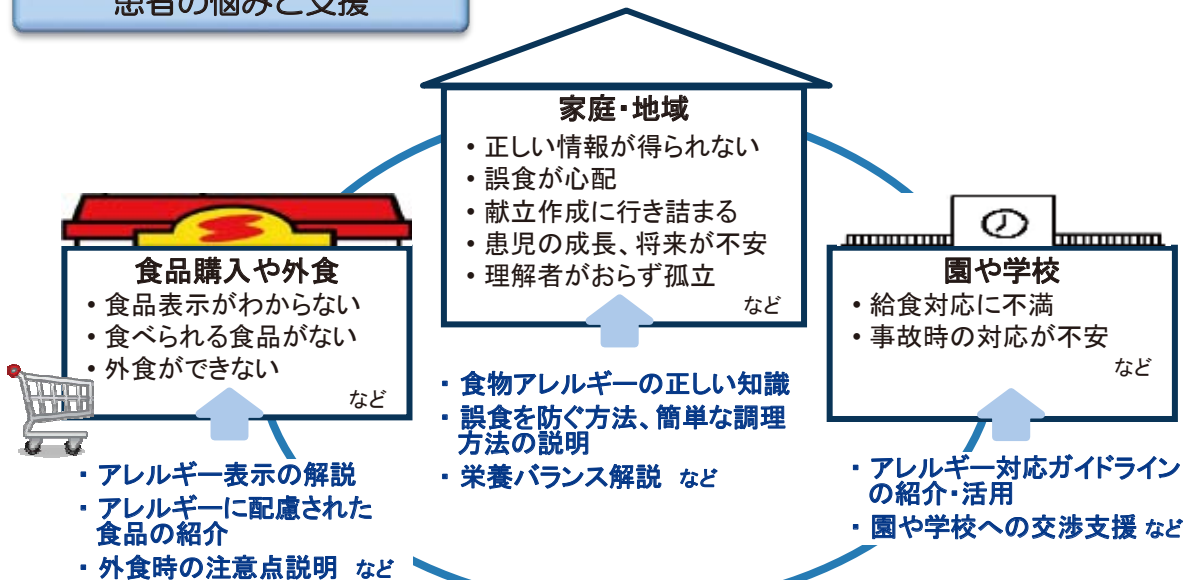 患者の悩みと支援
家庭・地域
・正しい情報が得られない
・誤食が心配
・献立作成に行き詰まる
・患児の成長、将来が不安
・理解者がおらず孤立
など
食品購入や外食
・食品表示がわからない
・食べられる食品がない
・外食ができない
など
園や学校
・給食対応に不満
・事故時の対応が不安
など
・アレルギー表示の解説
・アレルギーに配慮された
食品の紹介
・外食時の注意点説明 など
・食物アレルギーの正しい知識
・誤食を防ぐ方法、簡単な調理
方法の説明
・栄養バランス解説 など
・アレルギー対応ガイドライン
の紹介・活用
・園や学校への交渉支援 など